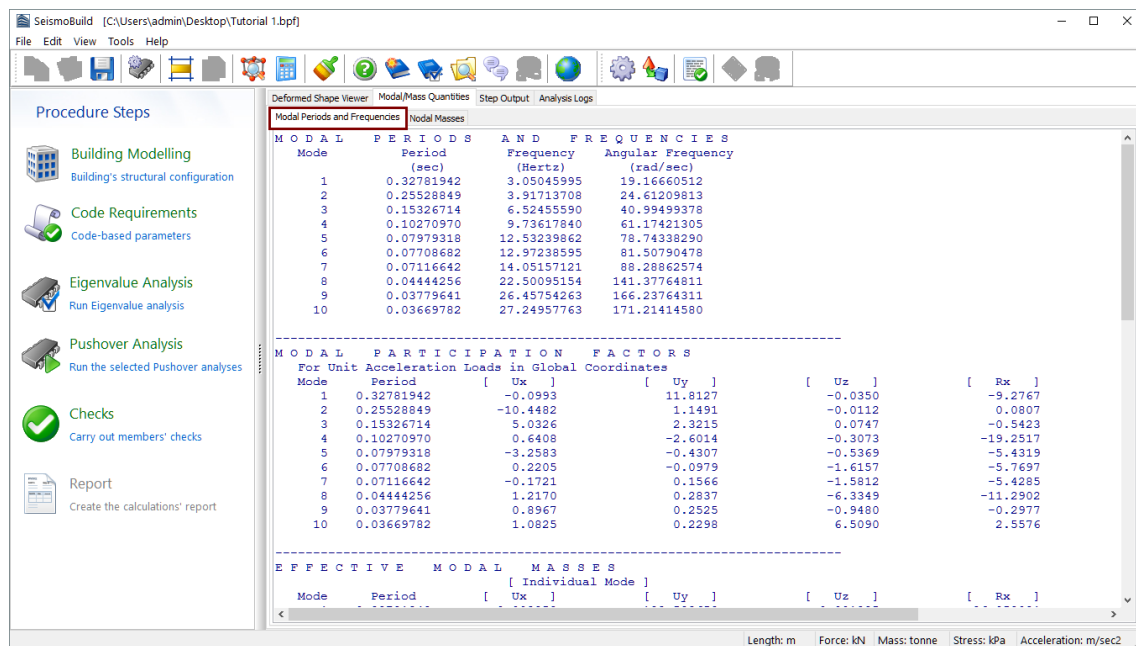 SeismoBuild [C:\Users\admin\Desktop\Tutorial 1.bpf]
File Edit View Tools Help
Procedure Steps
Building Modelling
Building's structural configuration
Code Requirements
Code-based parameters
Eigenvalue Analysis
Run Eigenvalue analysis
Pushover Analysis
Run the selected Pushover analyses
Checks
Carry out members' checks
Report
Create the calculations' report
Deformed Shape Viewer Modal/Mass Quantities Step Output Analysis Logs
Modal Periods and Frequencies Nodal Masses
M O D A L P E R I O D S A N D F R E Q U E N C I E S
Mode Period Frequency Angular Frequency
(sec) (Hertz) (rad/sec)
1 0.32781942 3.05045995 19.16660512
2 0.25528849 3.91713708 24.61209813
3 0.15326714 6.52455590 40.99499378
4 0.10270970 9.73617840 61.17421305
5 0.07979318 12.53239862 78.74338290
6 0.07708682 12.97238595 81.50790478
7 0.07116642 14.05157121 88.28862574
8 0.04444256 22.50095154 141.37764811
9 0.03779641 26.45754263 166.23764311
10 0.03669782 27.24957763 171.21414580
M O D A L P A R T I C I P A T I O N F A C T O R S
For Unit Acceleration Loads in Global Coordinates
Mode Period [ Ux ] [ Uy ] [ Uz ] [ Rx ]
1 0.32781942 -0.0993 11.8127 -0.0350 -9.2767
2 0.25528849 -10.4482 1.1491 -0.0112 0.0807
3 0.15326714 5.0326 2.3215 0.0747 -0.5423
4 0.10270970 0.6408 -2.6014 -0.3073 -19.2517
5 0.07979318 -3.2583 -0.4307 -0.5369 -5.4319
6 0.07708682 0.2205 -0.0979 -1.6157 -5.7697
7 0.07116642 -0.1721 0.1566 -1.5812 -5.4285
8 0.04444256 1.2170 0.2837 -6.3349 -11.2902
9 0.03779641 0.8967 0.2525 -0.9480 -0.2977
10 0.03669782 1.0825 0.2298 6.5090 2.5576
E F F E C T I V E M O D A L M A S S E S
[ Individual Mode ]
Mode Period [ Ux ] [ Uy ] [ Uz ] [ Rx ]
Length: m Force: kN Mass: tonne Stress: kPa Acceleration: m/sec2